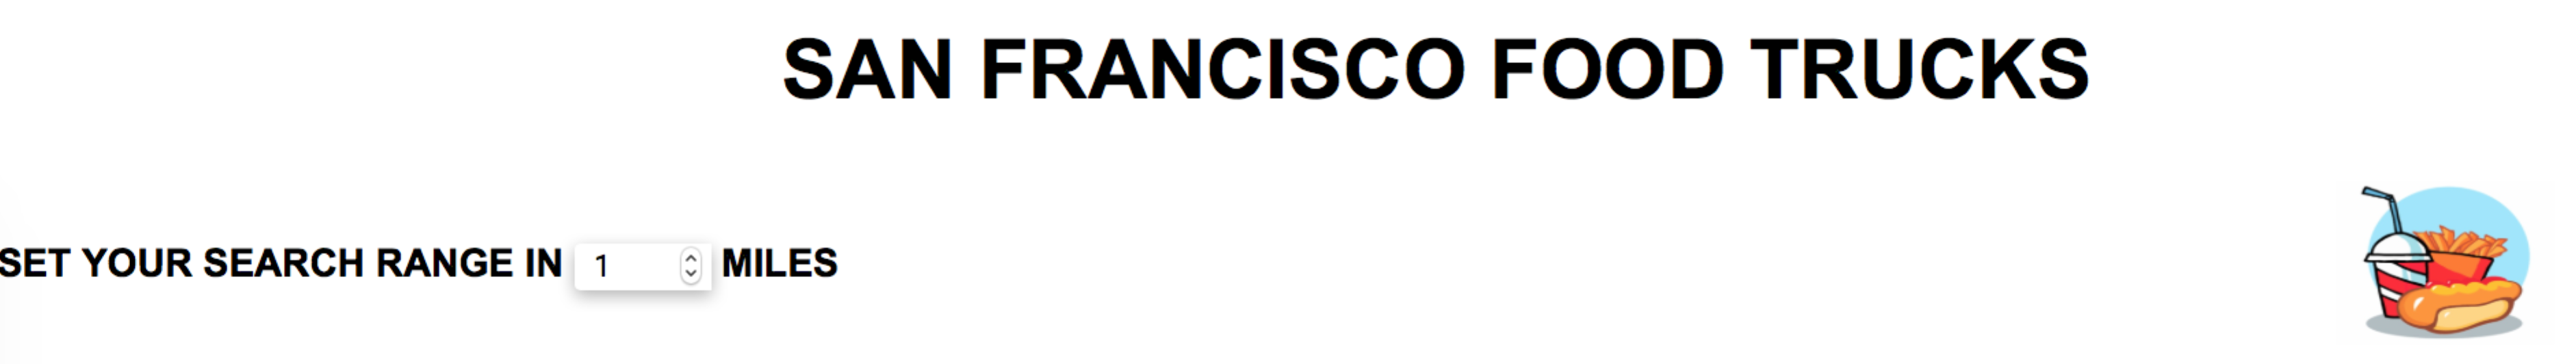 SAN FRANCISCO FOOD TRUCKS
SET YOUR SEARCH RANGE IN 1 MILES